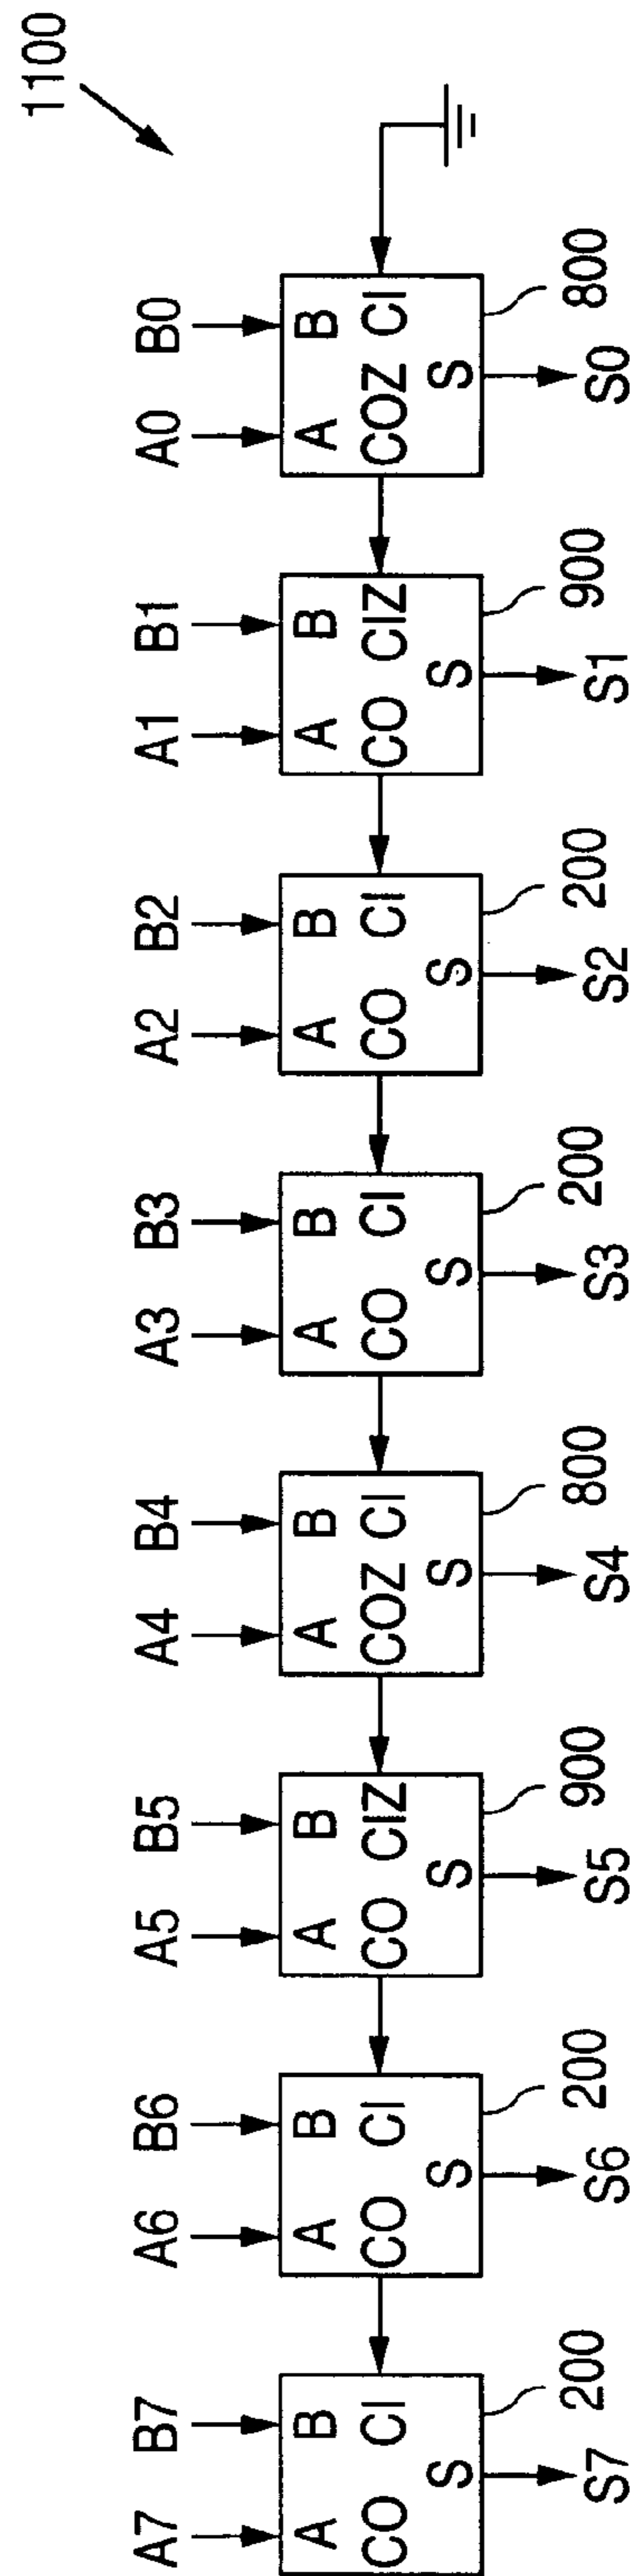 1100
A7 B7 A6 B6 A5 B5 A4 B4 A3 B3 A2 B2 A1 B1 A0 B0
A B A B A B A B A B A B A B A B
CO CI CO CI CO CIZ COZ CI CO CI CO CI CO CIZ COZ CI
S S S S S S S S
200 200 900 800 200 200 900 800
S7 S6 S5 S4 S3 S2 S1 S0